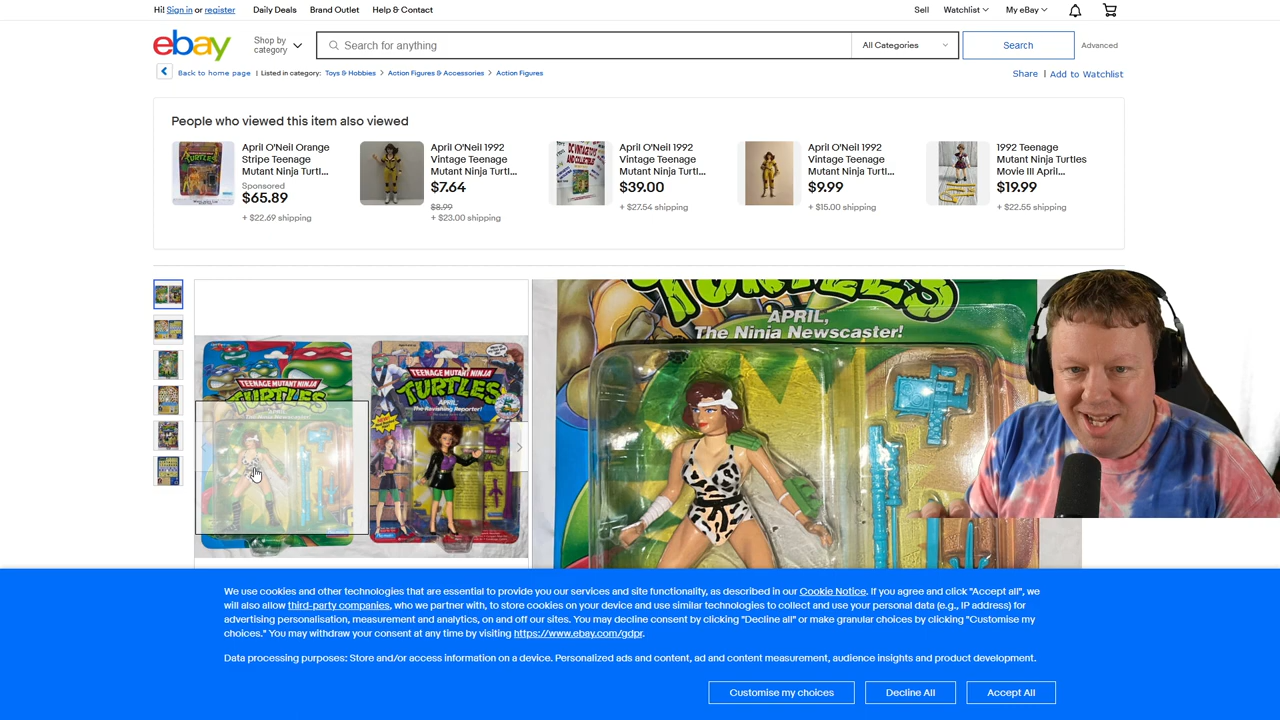 Hi! Sign in or register
Daily Deals
Brand Outlet
Help & Contact
Sell
Watchlist
My eBay
ebay
Shop by category
Search for anything
All Categories
Search
Advanced
Back to home page
| Listed in category:
Toys & Hobbies
Action Figures & Accessories
Action Figures
Share
|
Add to Watchlist
People who viewed this item also viewed
April O'Neil Orange
Stripe Teenage
Mutant Ninja Turtl...
Sponsored
$65.89
+ $22.69 shipping
April O'Neil 1992
Vintage Teenage
Mutant Ninja Turtl...
$7.64
$8.99
+ $23.00 shipping
April O'Neil 1992
Vintage Teenage
Mutant Ninja Turtl...
$39.00
+ $27.54 shipping
April O'Neil 1992
Vintage Teenage
Mutant Ninja Turtl...
$9.99
+ $15.00 shipping
1992 Teenage
Mutant Ninja Turtles
Movie III April...
$19.99
+ $22.55 shipping
TEENAGE MUTANT NINJA
TURTLES
TEENAGE MUTANT NINJA
TURTLES
APRIL,
The Ravishing Reporter!
TURTLES
APRIL,
The Ninja Newscaster!
We use cookies and other technologies that are essential to provide you our services and site functionality, as described in our Cookie Notice. If you agree and click "Accept all", we
will also allow third-party companies, who we partner with, to store cookies on your device and use similar technologies to collect and use your personal data (e.g., IP address) for
advertising personalisation, measurement and analytics, on and off our sites. You may decline consent by clicking "Decline all" or make granular choices by clicking "Customise my
choices." You may withdraw your consent at any time by visiting https://www.ebay.com/gdpr.
Data processing purposes: Store and/or access information on a device. Personalized ads and content, ad and content measurement, audience insights and product development.
Customise my choices
Decline All
Accept All